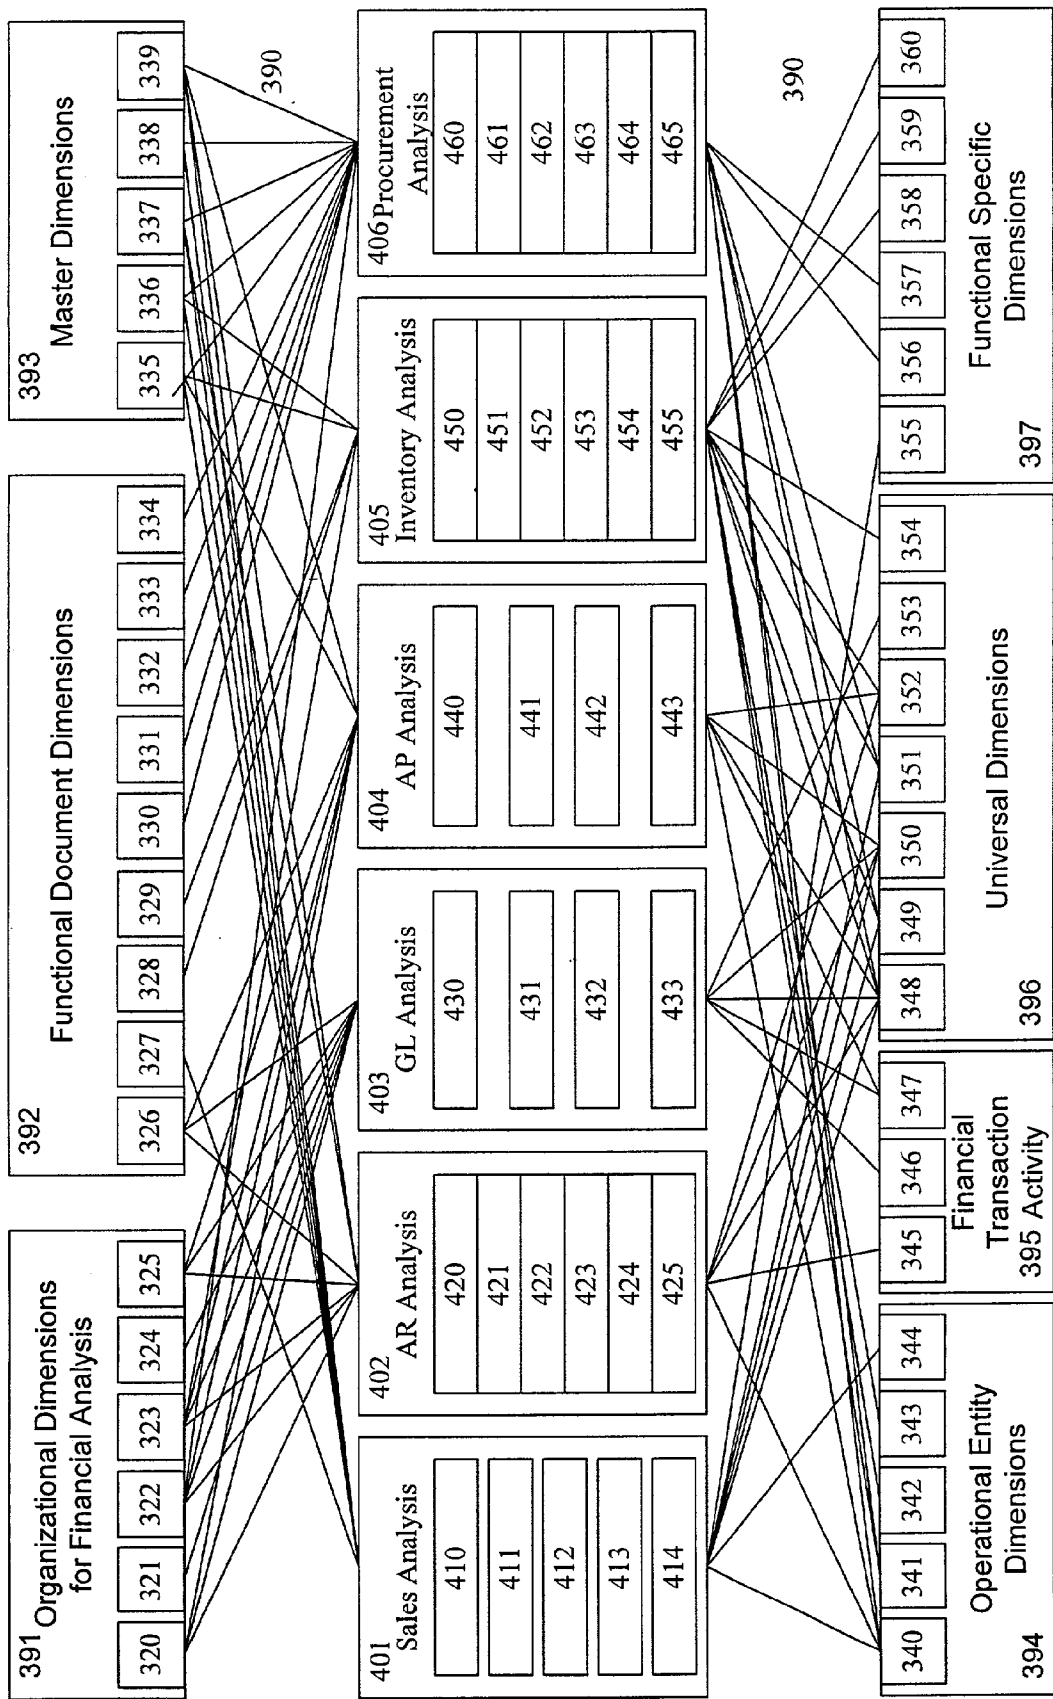 391 Organizational Dimensions
for Financial Analysis
320 321 322 323 324 325
392
Functional Document Dimensions
326 327 328 329 330 331 332 333 334
393
Master Dimensions
335 336 337 338 339
390
401
Sales Analysis
410
411
412
413
414
402
AR Analysis
420
421
422
423
424
425
403
GL Analysis
430
431
432
433
404
AP Analysis
440
441
442
443
405
Inventory Analysis
450
451
452
453
454
455
406 Procurement
Analysis
460
461
462
463
464
465
390
340 341 342 343 344
Operational Entity
Dimensions
394
345 346 347
Financial
Transaction
395 Activity
348 349 350 351 352 353 354
Universal Dimensions
396
355 356 357 358 359 360
Functional Specific
Dimensions
397